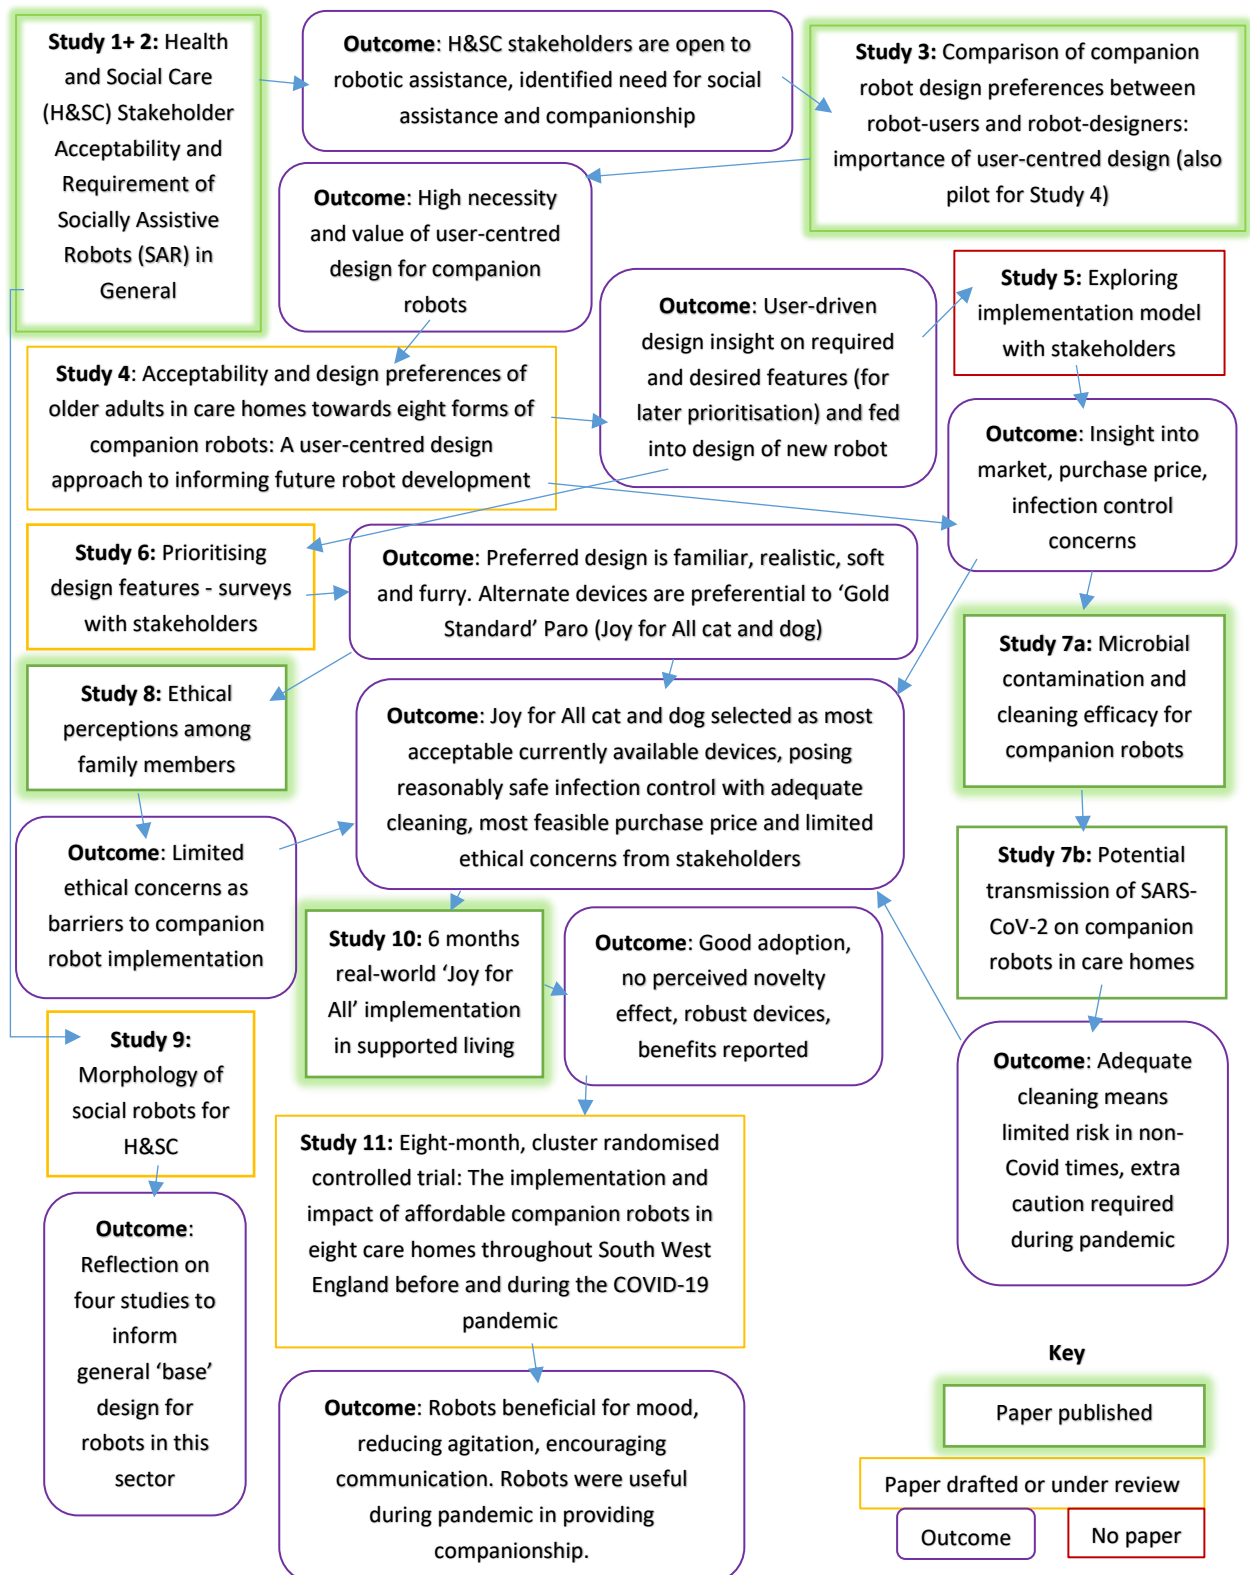 Study 1+ 2: Health
and Social Care
(H&SC) Stakeholder
Acceptability and
Requirement of
Socially Assistive
Robots (SAR) in
General
Outcome: H&SC stakeholders are open to
robotic assistance, identified need for social
assistance and companionship
Study 3: Comparison of companion
robot design preferences between
robot-users and robot-designers:
importance of user-centred design (also
pilot for Study 4)
Outcome: High necessity
and value of user-centred
design for companion
robots
Outcome: User-driven
design insight on required
and desired features (for
later prioritisation) and fed
into design of new robot
Study 5: Exploring
implementation model
with stakeholders
Study 4: Acceptability and design preferences of
older adults in care homes towards eight forms of
companion robots: A user-centred design
approach to informing future robot development
Outcome: Insight into
market, purchase price,
infection control
concerns
Study 6: Prioritising
design features - surveys
with stakeholders
Outcome: Preferred design is familiar, realistic, soft
and furry. Alternate devices are preferential to ‘Gold
Standard’ Paro (Joy for All cat and dog)
Study 7a: Microbial
contamination and
cleaning efficacy for
companion robots
Study 8: Ethical
perceptions among
family members
Outcome: Joy for All cat and dog selected as most
acceptable currently available devices, posing
reasonably safe infection control with adequate
cleaning, most feasible purchase price and limited
ethical concerns from stakeholders
Outcome: Limited
ethical concerns as
barriers to companion
robot implementation
Study 7b: Potential
transmission of SARS-
CoV-2 on companion
robots in care homes
Study 10: 6 months
real-world ‘Joy for
All’ implementation
in supported living
Outcome: Good adoption,
no perceived novelty
effect, robust devices,
benefits reported
Study 9:
Morphology of
social robots for
H&SC
Outcome: Adequate
cleaning means
limited risk in non-
Covid times, extra
caution required
during pandemic
Study 11: Eight-month, cluster randomised
controlled trial: The implementation and
impact of affordable companion robots in
eight care homes throughout South West
England before and during the COVID-19
pandemic
Outcome:
Reflection on
four studies to
inform
general ‘base’
design for
robots in this
sector
Outcome: Robots beneficial for mood,
reducing agitation, encouraging
communication. Robots were useful
during pandemic in providing
companionship.
Key
Paper published
Paper drafted or under review
Outcome
No paper